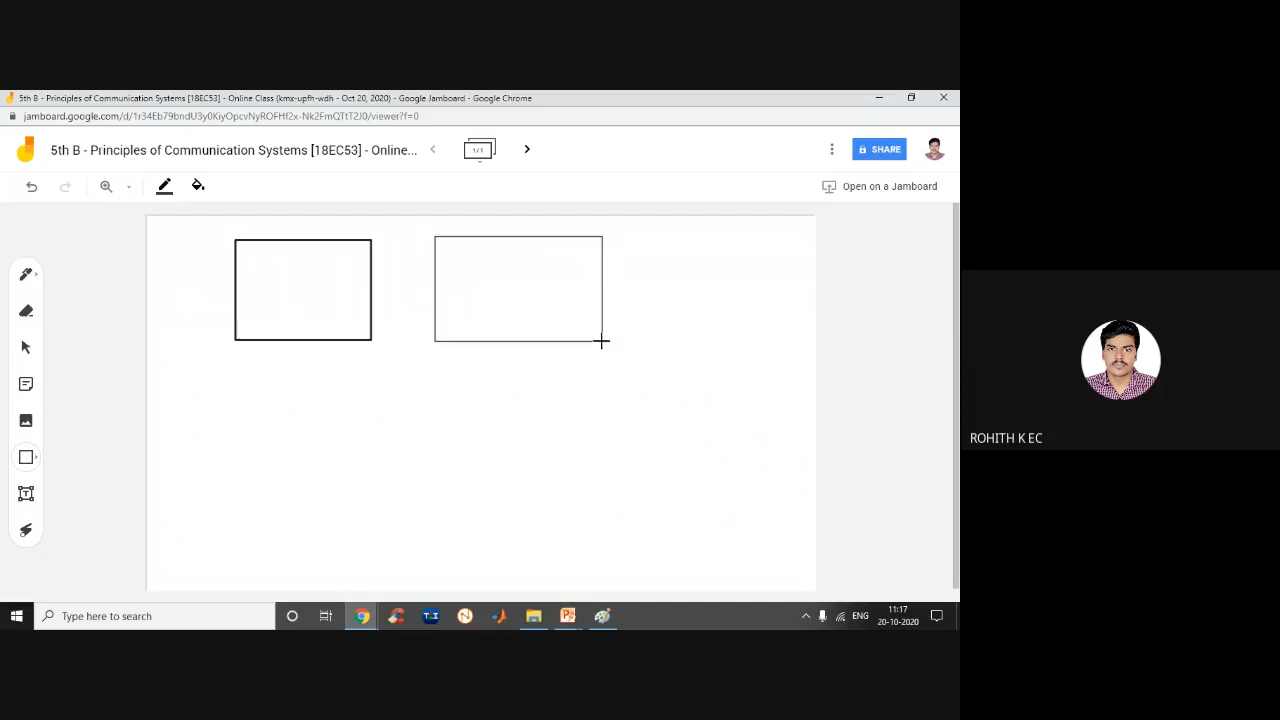 5th B - Principles of Communication Systems [18EC53] - Online Class (kmx-upfh-wdh - Oct 20, 2020) - Google Jamboard - Google Chrome
jamboard.google.com/d/1r34Eb79bndU3y0KiyOpcvNyROFHf2x-Nk2FmQTtT2J0/viewer?f=0
5th B - Principles of Communication Systems [18EC53] - Online...
1/1
SHARE
Open on a Jamboard
ROHITH K EC
Type here to search
ENG
11:17
20-10-2020